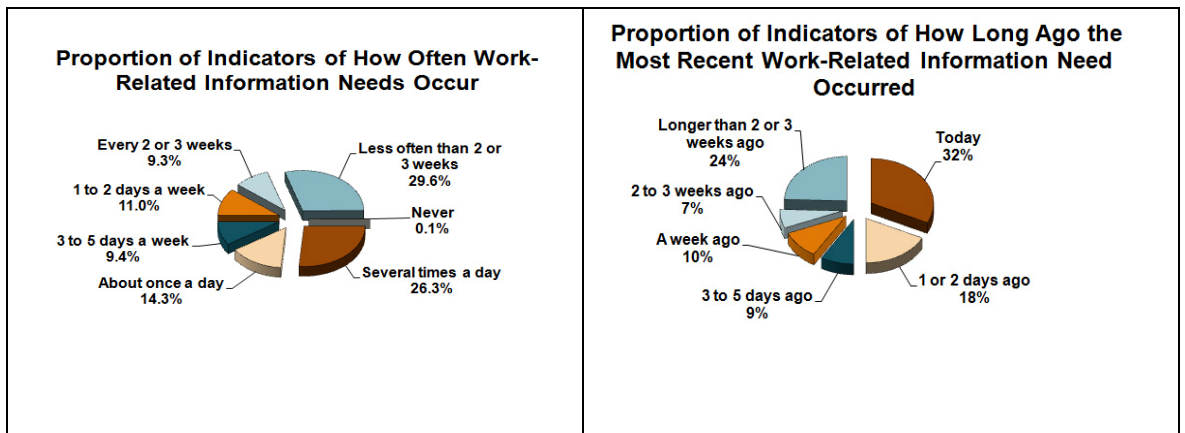 Proportion of Indicators of How Often Work-
Related Information Needs Occur
Every 2 or 3 weeks
9.3%
Less often than 2 or
3 weeks
29.6%
1 to 2 days a week
11.0%
Never
0.1%
3 to 5 days a week
9.4%
Several times a day
26.3%
About once a day
14.3%
Proportion of Indicators of How Long Ago the
Most Recent Work-Related Information Need
Occurred
Longer than 2 or 3
weeks ago
24%
Today
32%
2 to 3 weeks ago
7%
A week ago
10%
1 or 2 days ago
18%
3 to 5 days ago
9%